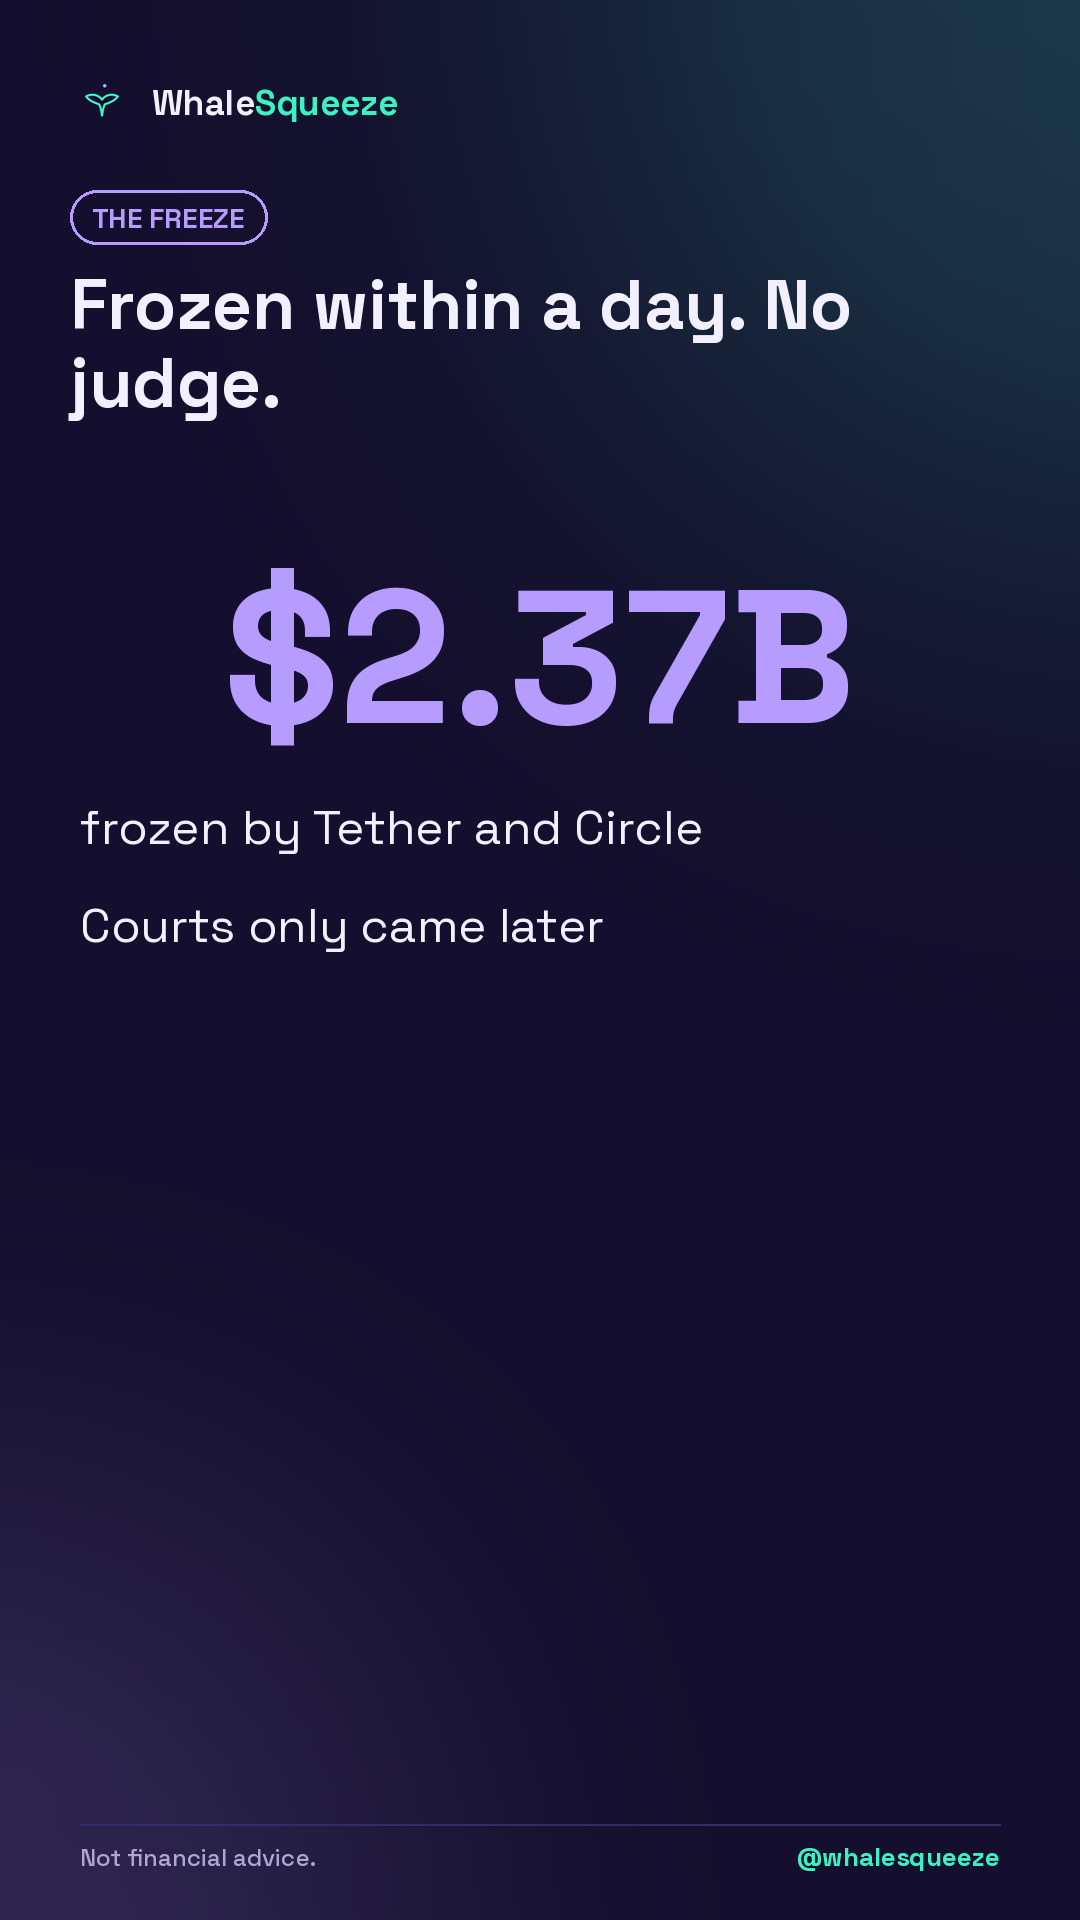 WhaleSqueeze
THE FREEZE
Frozen within a day. No
judge.
$2.37B
frozen by Tether and Circle
Courts only came later
Not financial advice.
@whalesqueeze